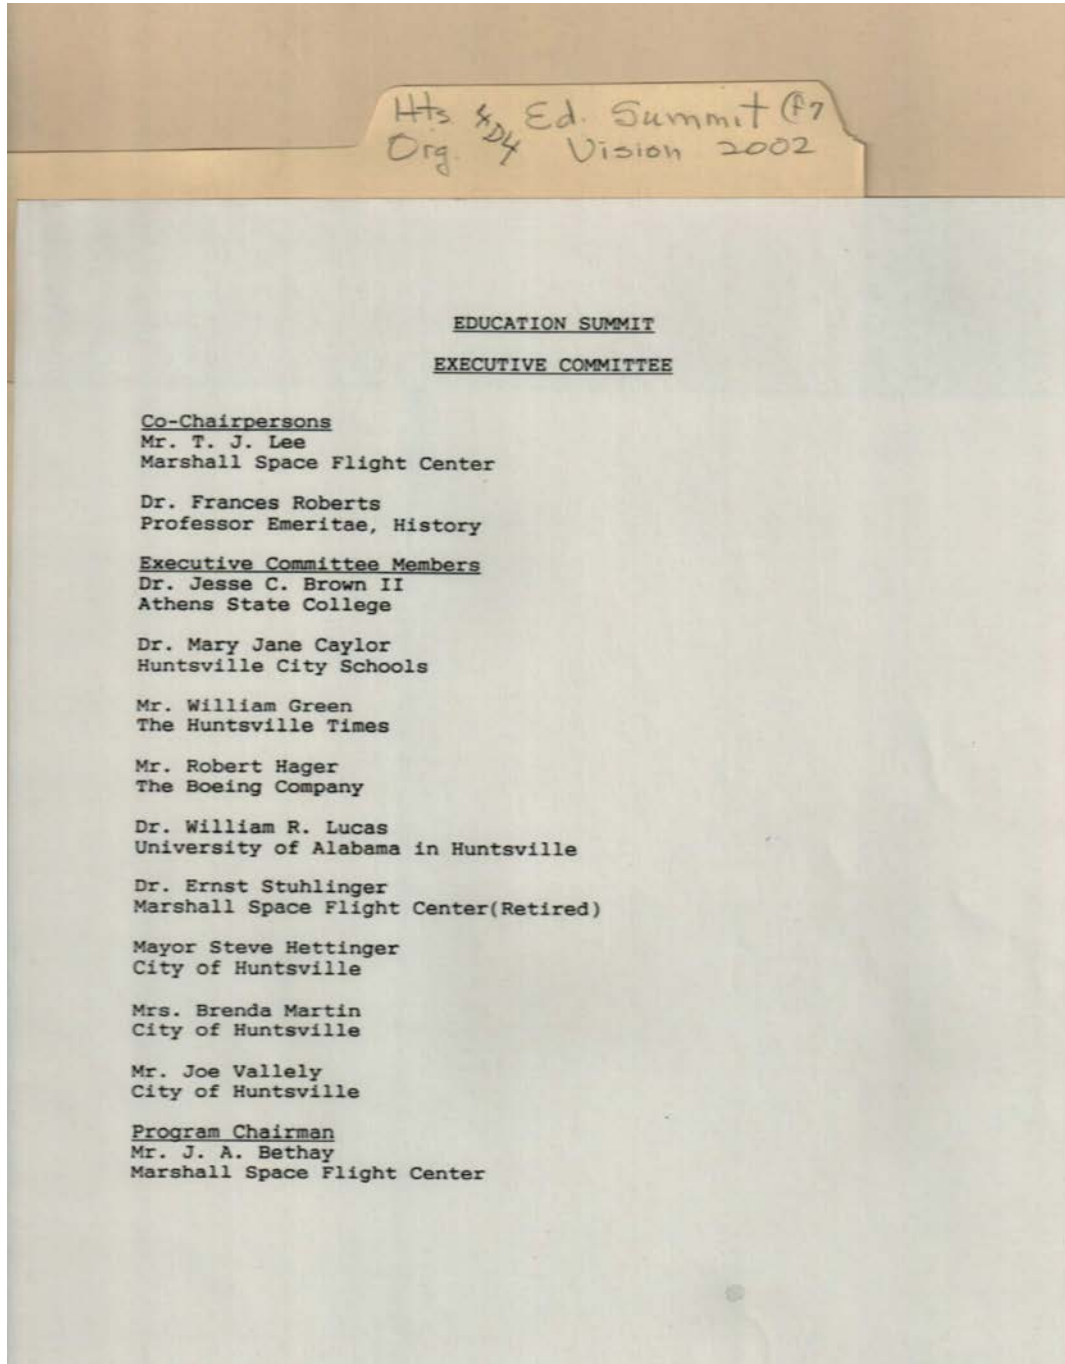 Hts Ed. Summit
Org. D4 Vision 2002
EDUCATION SUMMIT
EXECUTIVE COMMITTEE
Co-Chairpersons
Mr. T. J. Lee
Marshall Space Flight Center
Dr. Frances Roberts
Professor Emeritae, History
Executive Committee Members
Dr. Jesse C. Brown II
Athens State College
Dr. Mary Jane Caylor
Huntsville City Schools
Mr. William Green
The Huntsville Times
Mr. Robert Hager
The Boeing Company
Dr. William R. Lucas
University of Alabama in Huntsville
Dr. Ernst Stuhlinger
Marshall Space Flight Center(Retired)
Mayor Steve Hettinger
City of Huntsville
Mrs. Brenda Martin
City of Huntsville
Mr. Joe Vallely
City of Huntsville
Program Chairman
Mr. J. A. Bethay
Marshall Space Flight Center